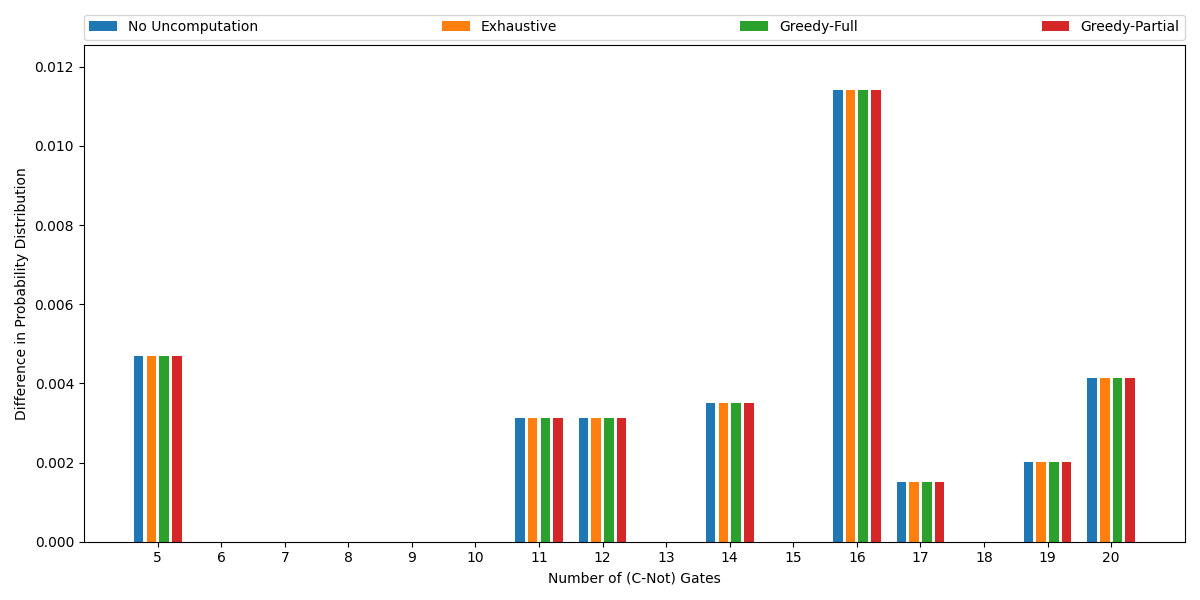 No Uncomputation Exhaustive Greedy-Full Greedy-Partial
0.012
0.010
0.008
0.006
0.004
0.002
0.000
Difference in Probability Distribution
5 6 7 8 9 10 11 12 13 14 15 16 17 18 19 20
Number of (C-Not) Gates